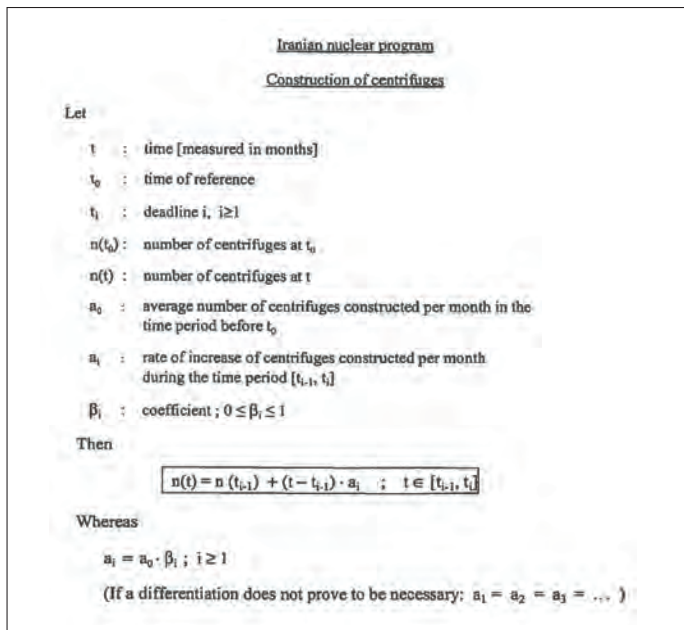 Iranian nuclear program
Construction of centrifuges
Let
t : time [measured in months]
t₀ : time of reference
tᵢ : deadline i, i≥1
n(t₀) : number of centrifuges at t₀
n(t) : number of centrifuges at t
a₀ : average number of centrifuges constructed per month in the
time period before t₀
aᵢ : rate of increase of centrifuges constructed per month
during the time period [tᵢ₋₁, tᵢ]
βᵢ : coefficient ; 0 ≤ βᵢ ≤ 1
Then
n(t) = n (tᵢ₋₁) + (t – tᵢ₋₁) · aᵢ ; t ∈ [tᵢ₋₁, tᵢ]
Whereas
aᵢ = a₀ · βᵢ ; i ≥ 1
(If a differentiation does not prove to be necessary: a₁ = a₂ = a₃ = ... )